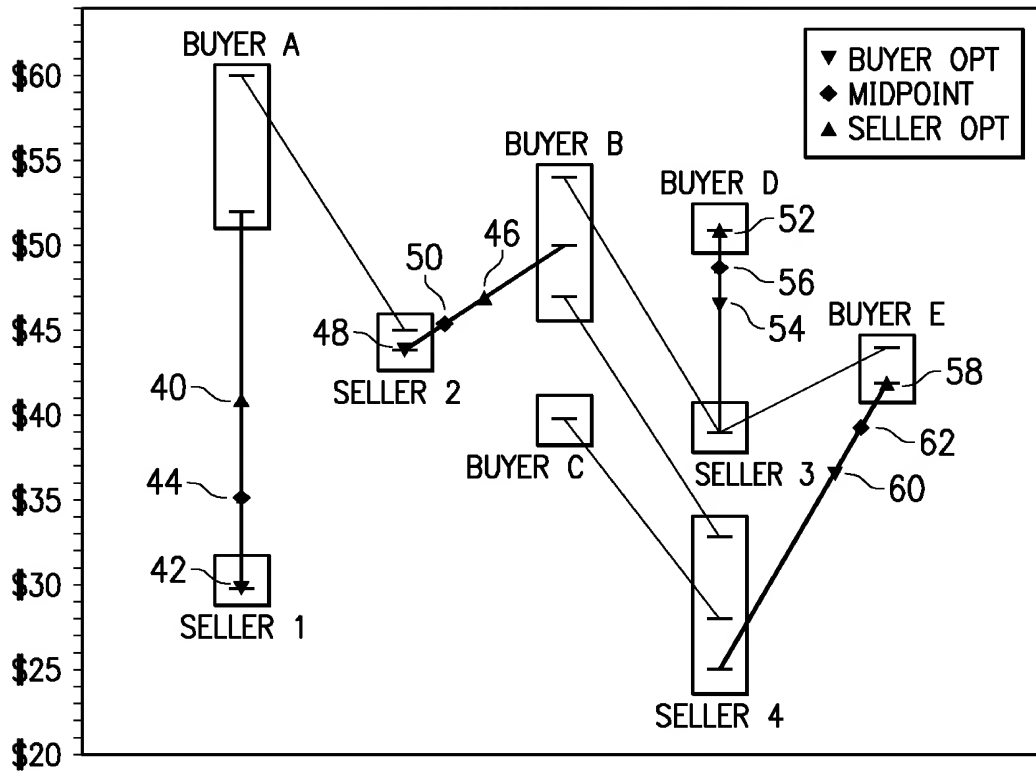 BUYER A
▼ BUYER OPT
◆ MIDPOINT
▲ SELLER OPT
$60
$55
BUYER B
BUYER D
$50
50
46
52
56
54
BUYER E
$45
48
SELLER 2
58
40
$40
62
BUYER C
SELLER 3
60
44
$35
42
$30
SELLER 1
$25
SELLER 4
$20